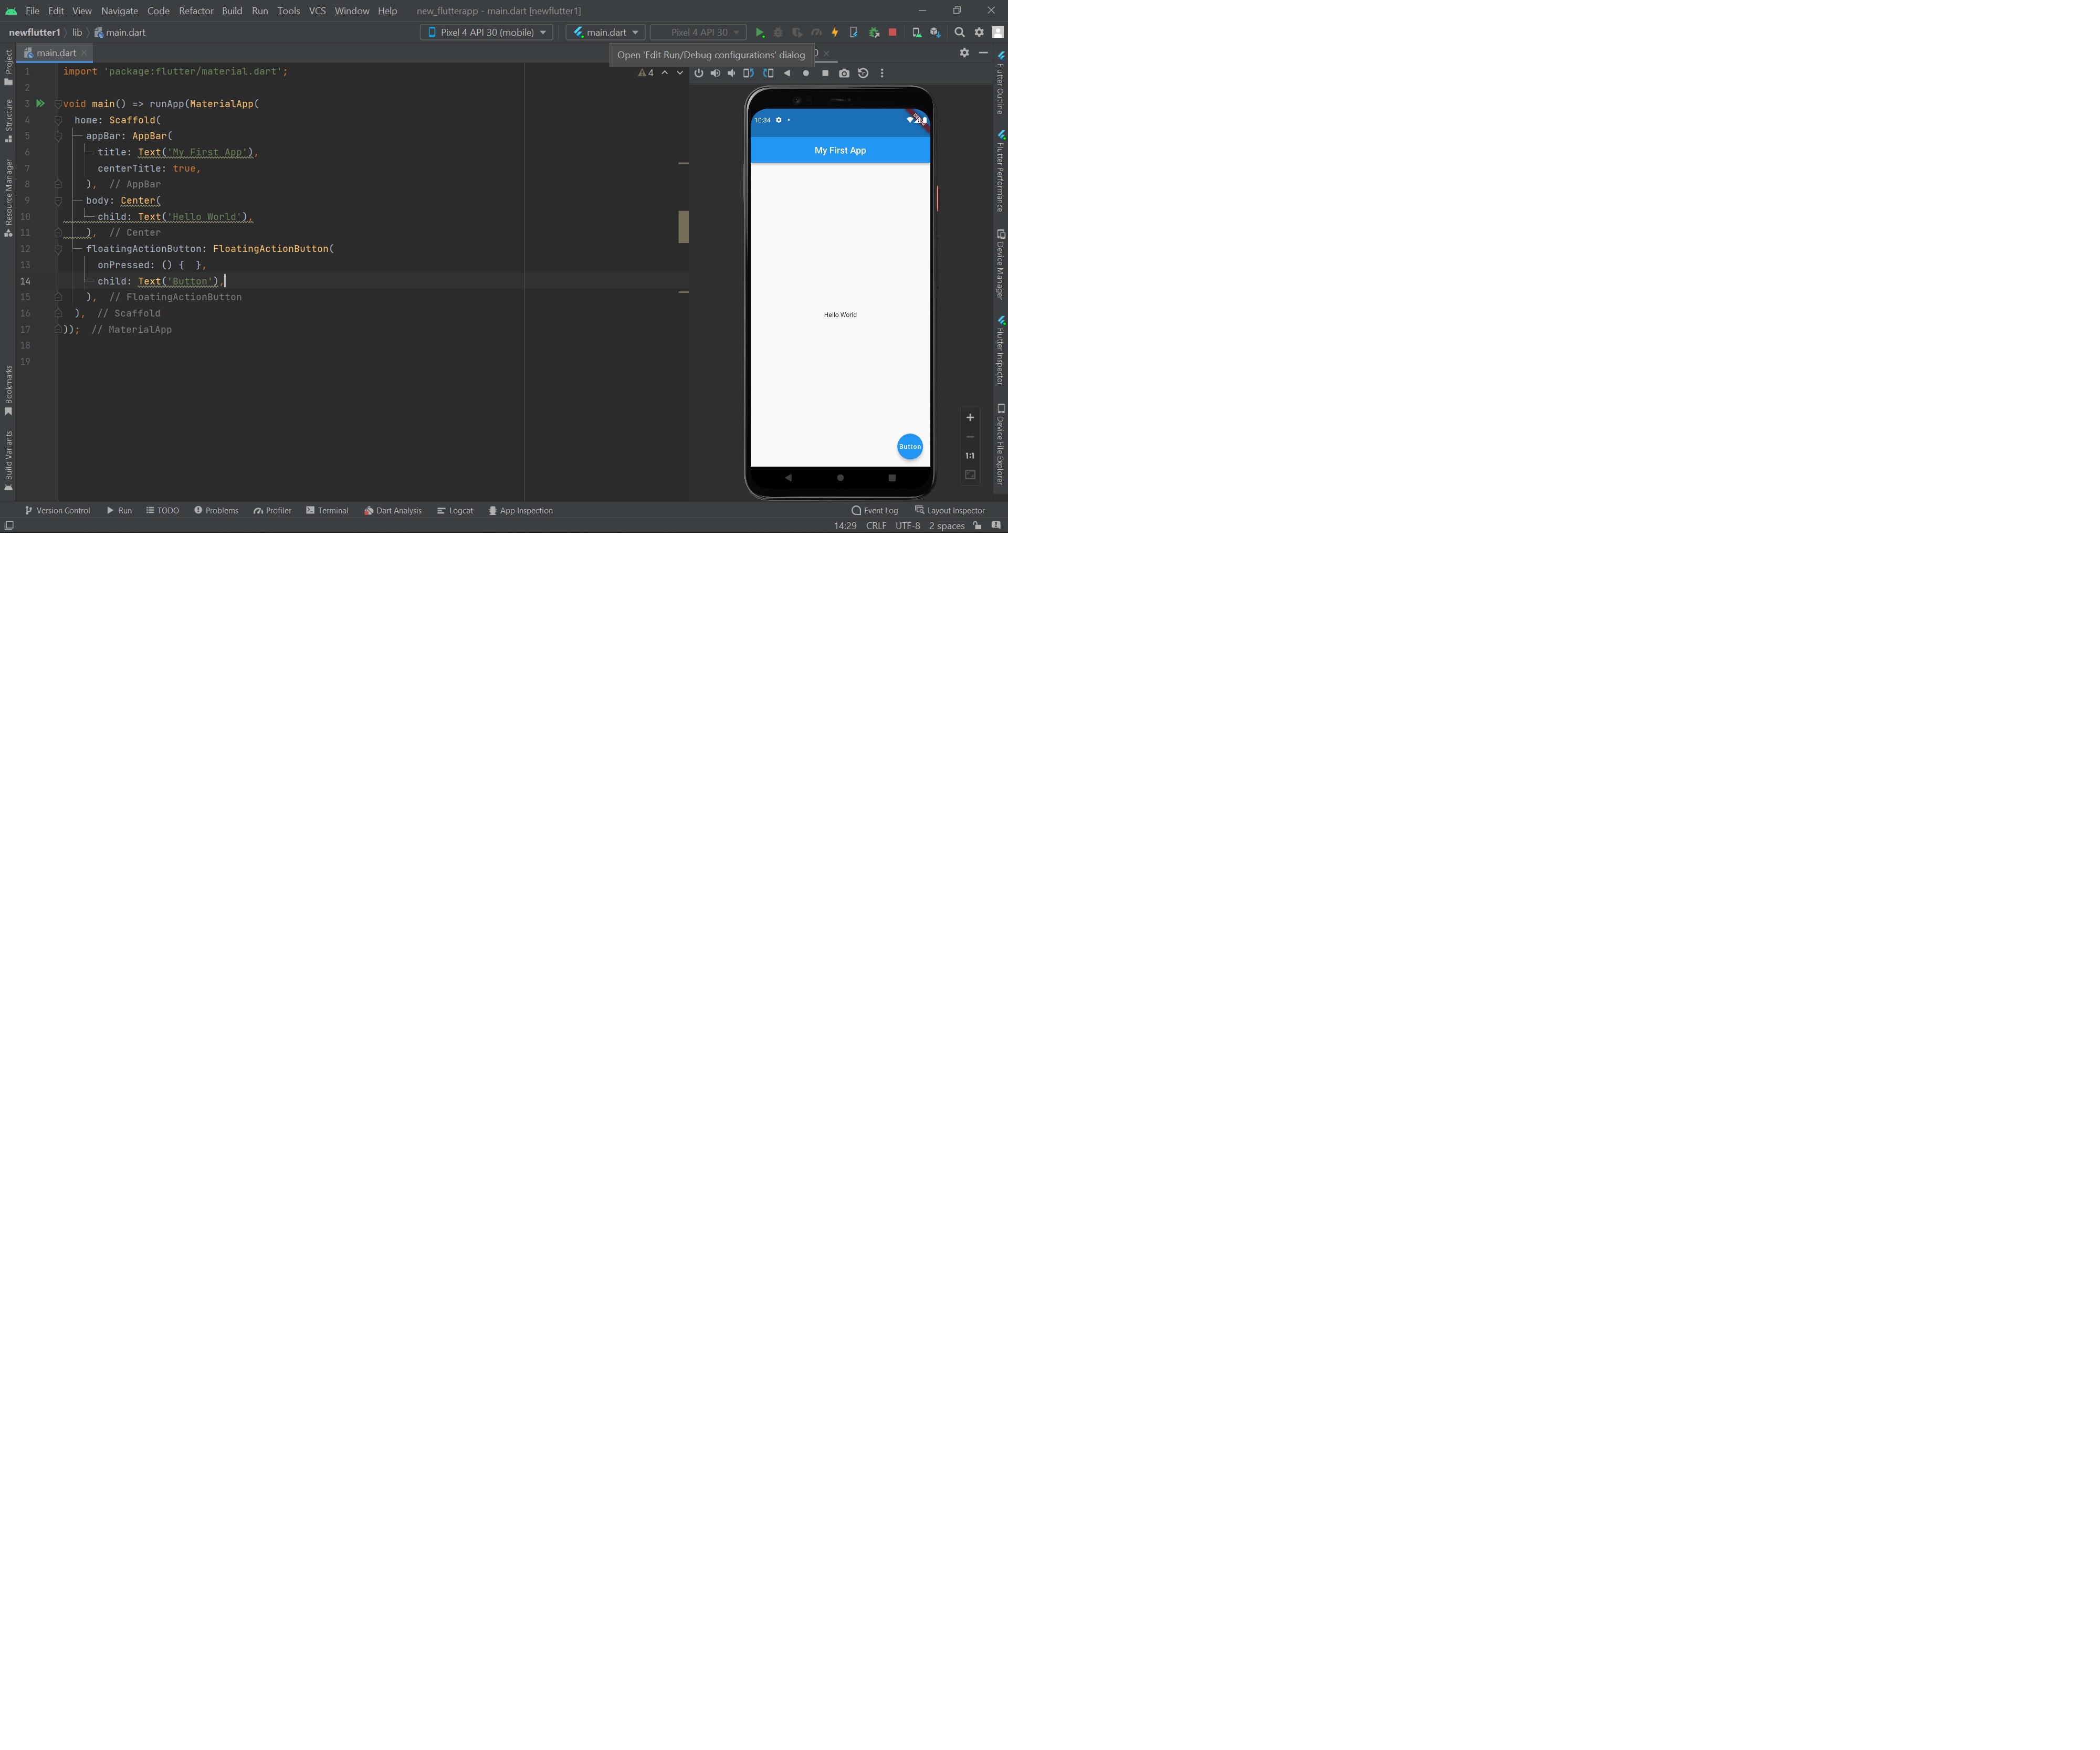 File Edit View Navigate Code Refactor Build Run Tools VCS Window Help new_flutterapp - main.dart [newflutter1]
newflutter1 lib main.dart Pixel 4 API 30 (mobile) main.dart Pixel 4 API 30
main.dart
Open 'Edit Run/Debug configurations' dialog
4
Project
Structure
Resource Manager
Bookmarks
Build Variants
1 import 'package:flutter/material.dart';
2
3 void main() => runApp(MaterialApp(
4 home: Scaffold(
5 appBar: AppBar(
6 title: Text('My First App'),
7 centerTitle: true,
8 ), // AppBar
9 body: Center(
10 child: Text('Hello World'),
11 ), // Center
12 floatingActionButton: FloatingActionButton(
13 onPressed: () { },
14 child: Text('Button'),
15 ), // FloatingActionButton
16 ), // Scaffold
17 )); // MaterialApp
18
19
10:34
My First App
Hello World
Button
1:1
Flutter Outline
Flutter Performance
Device Manager
Flutter Inspector
Device File Explorer
Version Control Run TODO Problems Profiler Terminal Dart Analysis Logcat App Inspection Event Log Layout Inspector
14:29 CRLF UTF-8 2 spaces